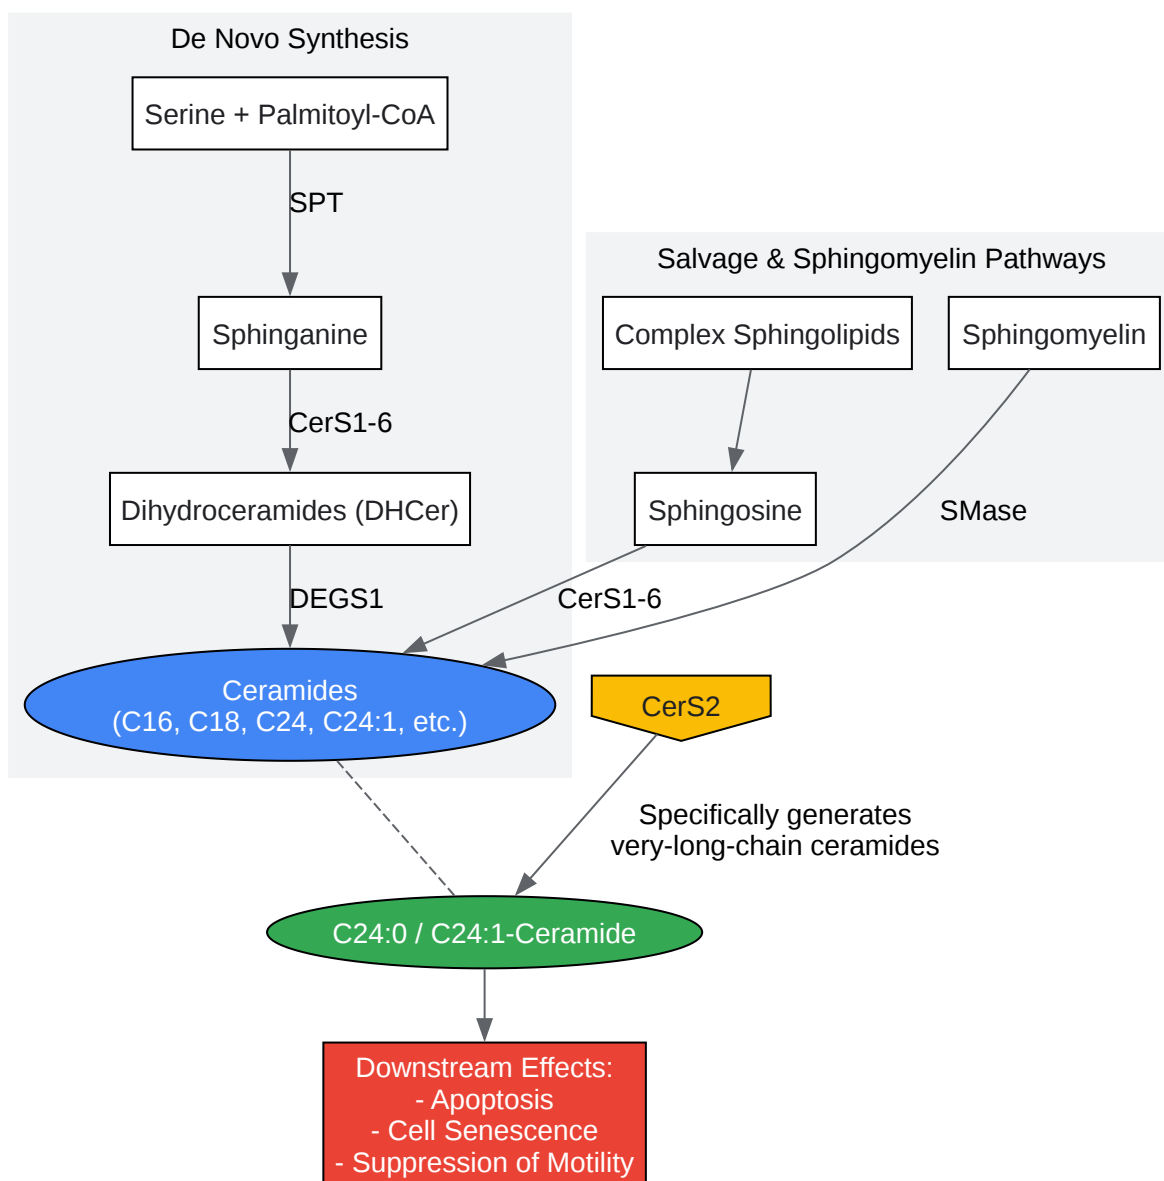 De Novo Synthesis
Serine + Palmitoyl-CoA
SPT
Sphinganine
CerS1-6
Dihydroceramides (DHCer)
DEGS1
Ceramides
(C16, C18, C24, C24:1, etc.)
Salvage & Sphingomyelin Pathways
Complex Sphingolipids
Sphingomyelin
Sphingosine
SMase
CerS1-6
CerS2
Specifically generates
very-long-chain ceramides
C24:0 / C24:1-Ceramide
Downstream Effects:
- Apoptosis
- Cell Senescence
- Suppression of Motility